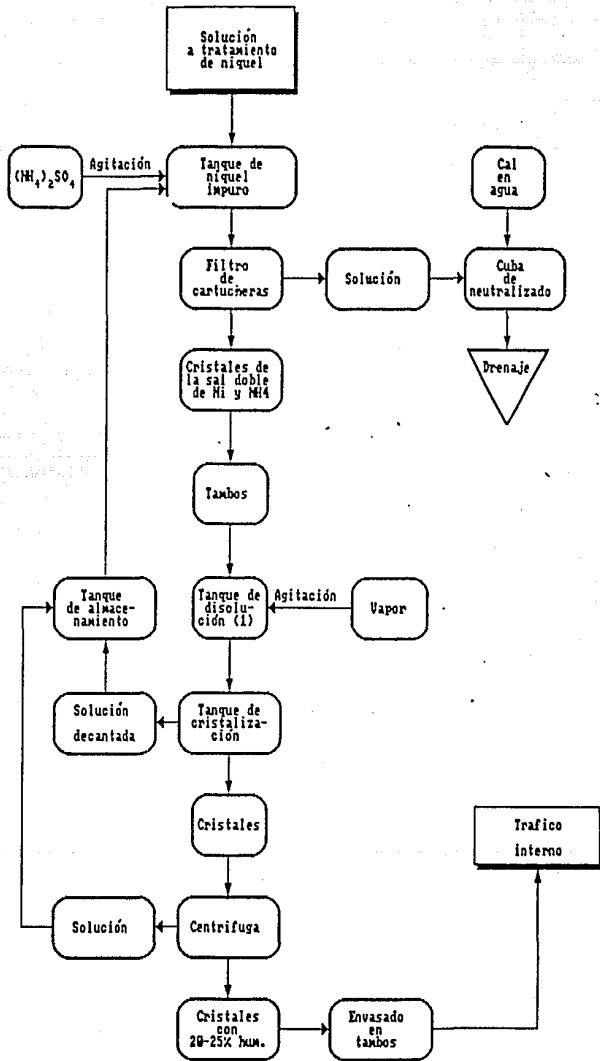 Solución
a tratamiento
de niquel
(NH4)2SO4
Agitación
Tanque de
niquel
impuro
Cal
en
agua
Filtro
de
cartucheras
Solución
Cuba
de
neutralizado
Cristales de
la sal doble
de Ni y NH4
Drenaje
Tambos
Tanque
de almace-
namiento
Tanque de
disolu-
ción (1)
Agitación
Vapor
Solución
decantada
Tanque de
cristaliza-
ción
Cristales
Trafico
interno
Solución
Centrifuga
Cristales
con
20-25% hum.
Envasado
en
tambos